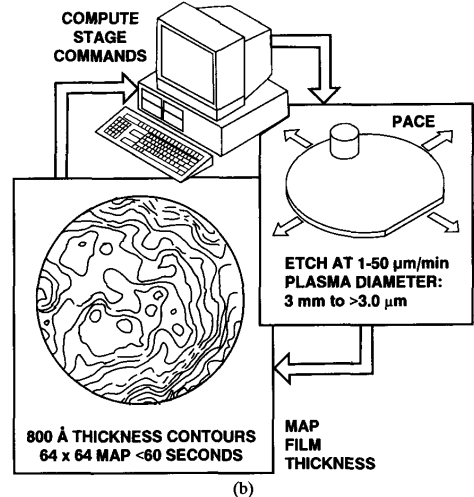 COMPUTE
STAGE
COMMANDS
PACE
ETCH AT 1-50 µm/min
PLASMA DIAMETER:
3 mm to >3.0 µm
800 Å THICKNESS CONTOURS
64 x 64 MAP <60 SECONDS
MAP
FILM
THICKNESS
(b)